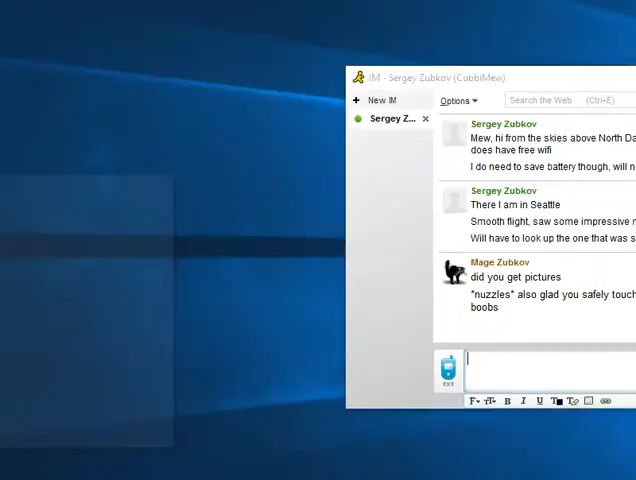 IM - Sergey Zubkov (CubbiMew)
New IM
Options
Search the Web (Ctrl+E)
Sergey Z...
Sergey Zubkov
Mew, hi from the skies above North Da
does have free wifi
I do need to save battery though, will n
Sergey Zubkov
There I am in Seattle
Smooth flight, saw some impressive
Will have to look up the one that was s
Mage Zubkov
did you get pictures
*nuzzles* also glad you safely touch
boobs
TXT
F AT B I U T T